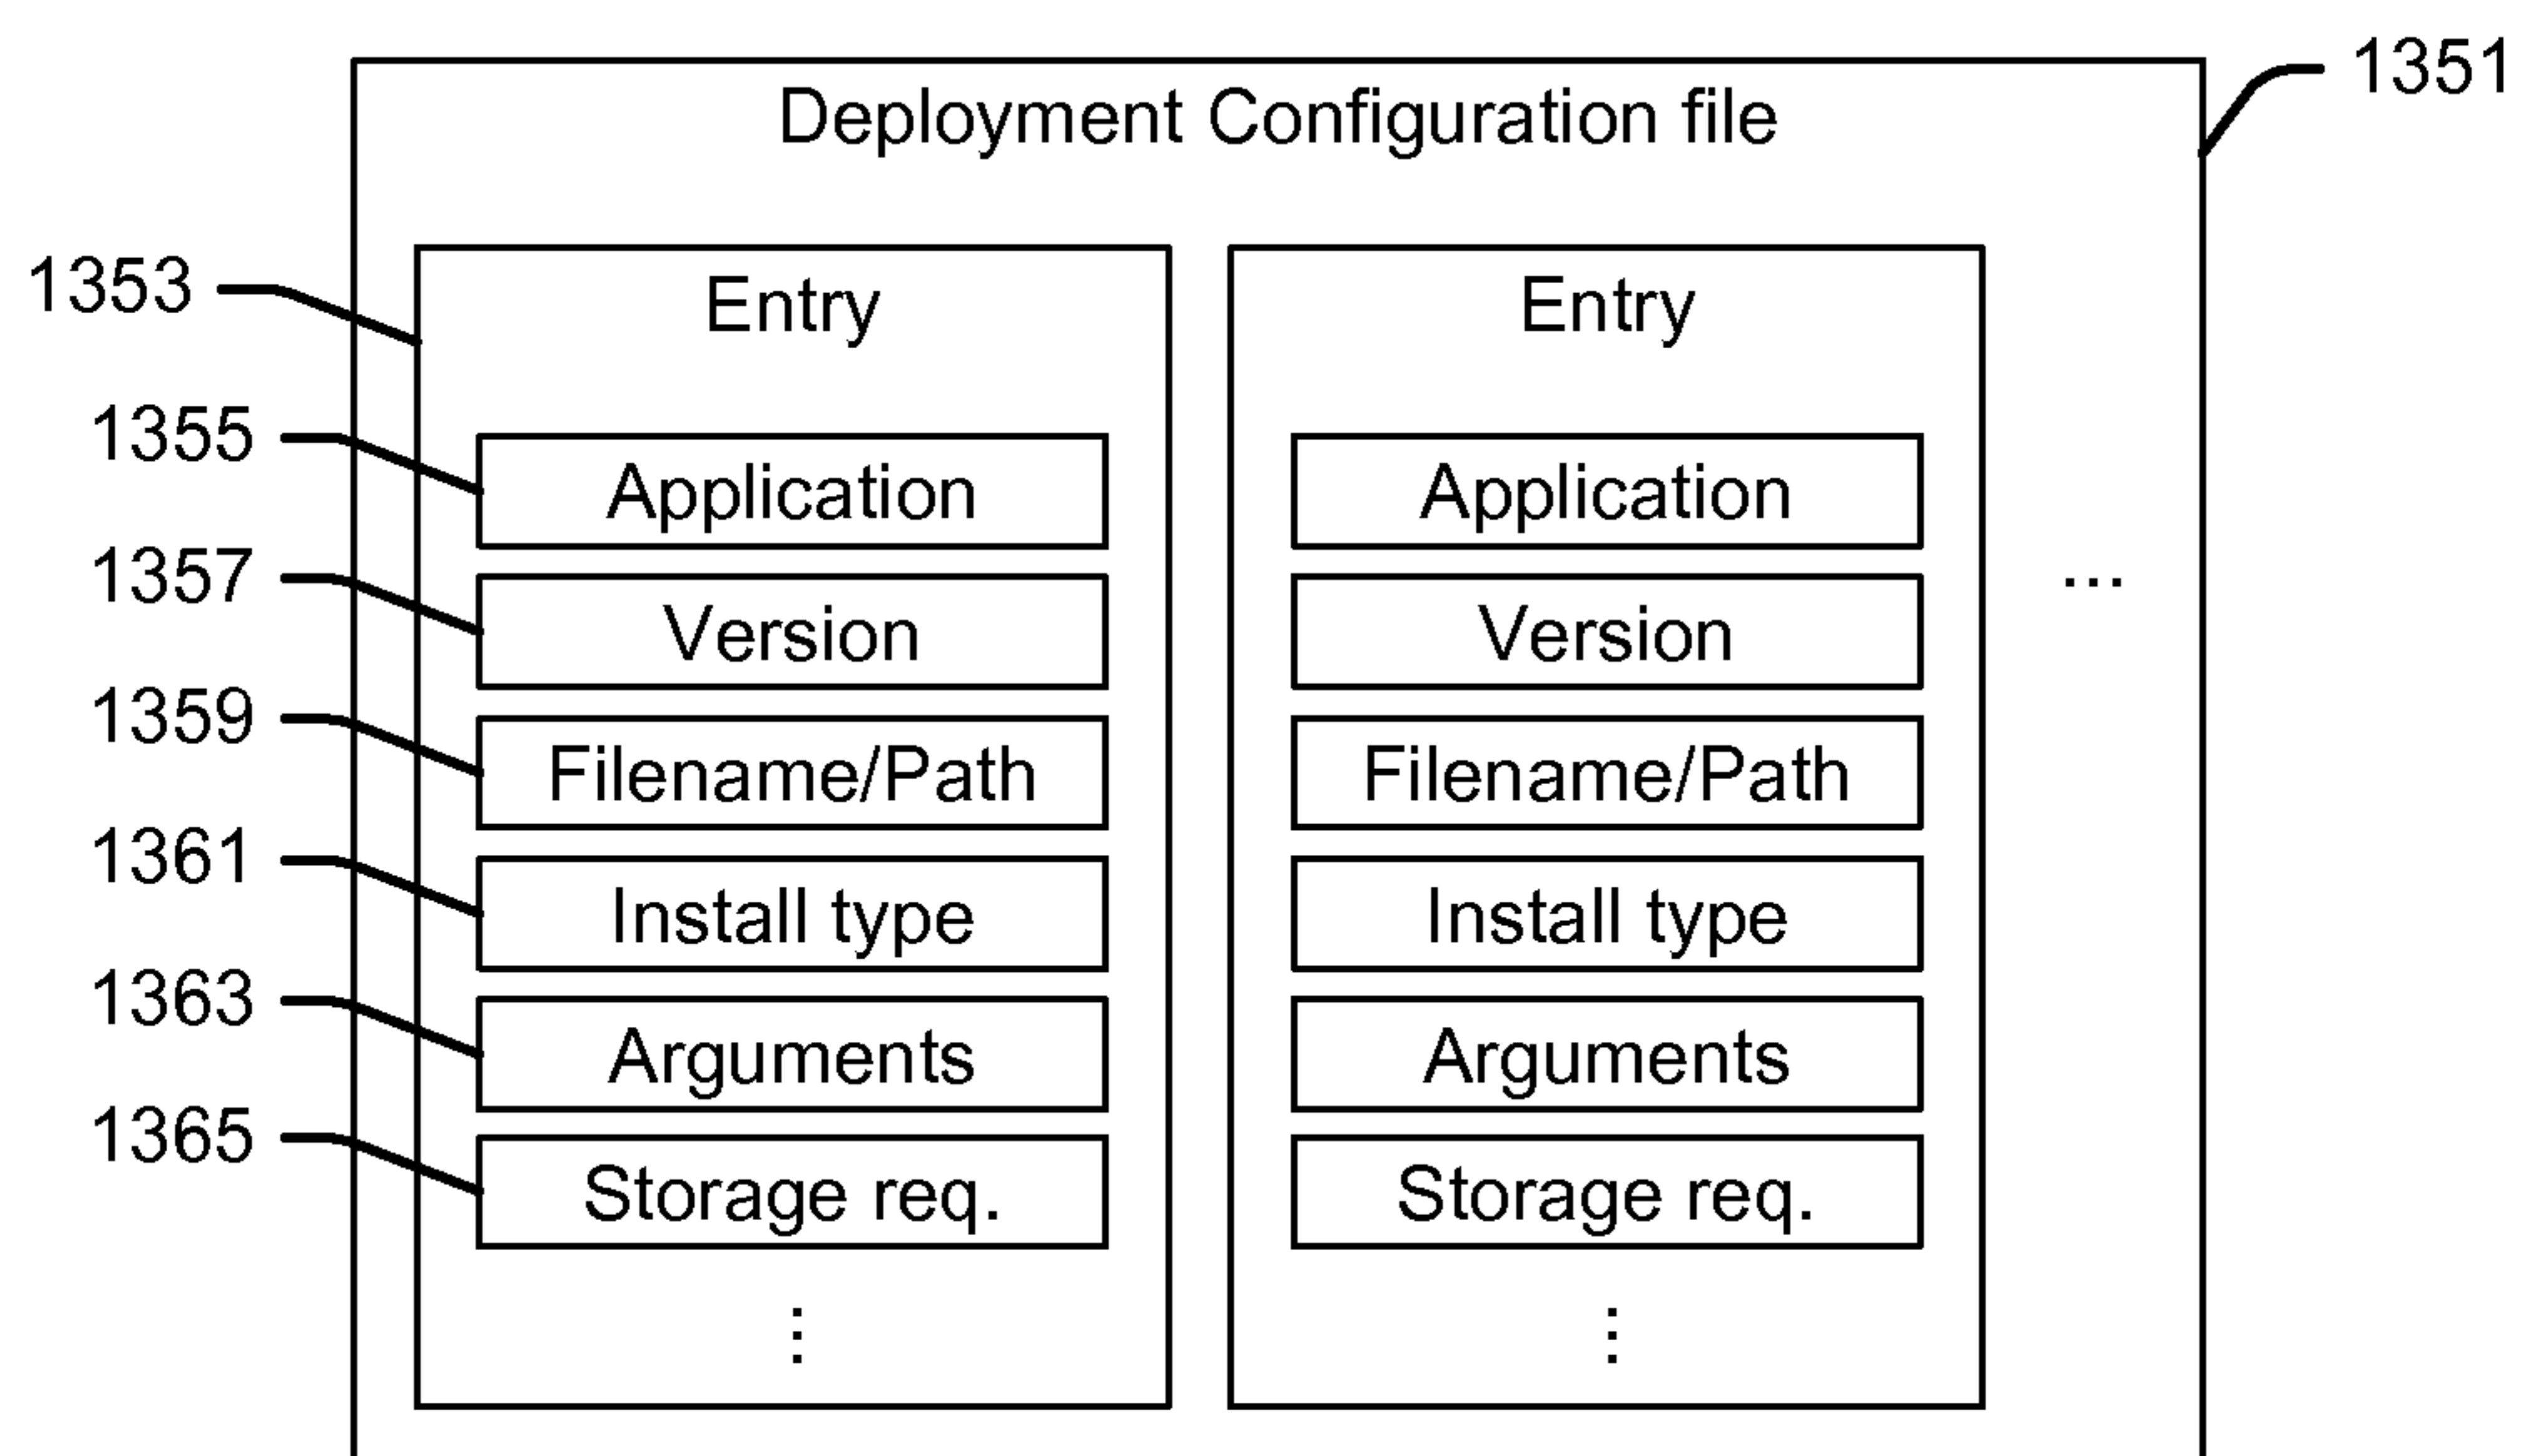 1351
Deployment Configuration file
1353
Entry
Entry
1355
Application
Application
1357
Version
Version
...
1359
Filename/Path
Filename/Path
1361
Install type
Install type
1363
Arguments
Arguments
1365
Storage req.
Storage req.